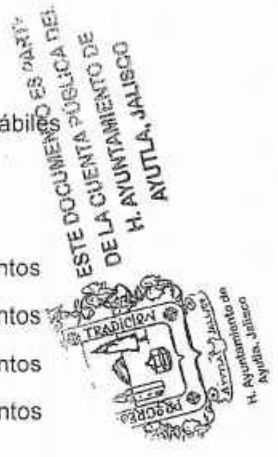 ábiles
ESTE DOCUMENTO ES PARTE
DE LA CUENTA PÚBLICA DEL
H. AYUNTAMIENTO DE
AYUTLA, JALISCO
ntos
ntos
ntos
ntos
TRADICIÓN
PROGRESO
H. Ayuntamiento de
Ayutla, Jalisco